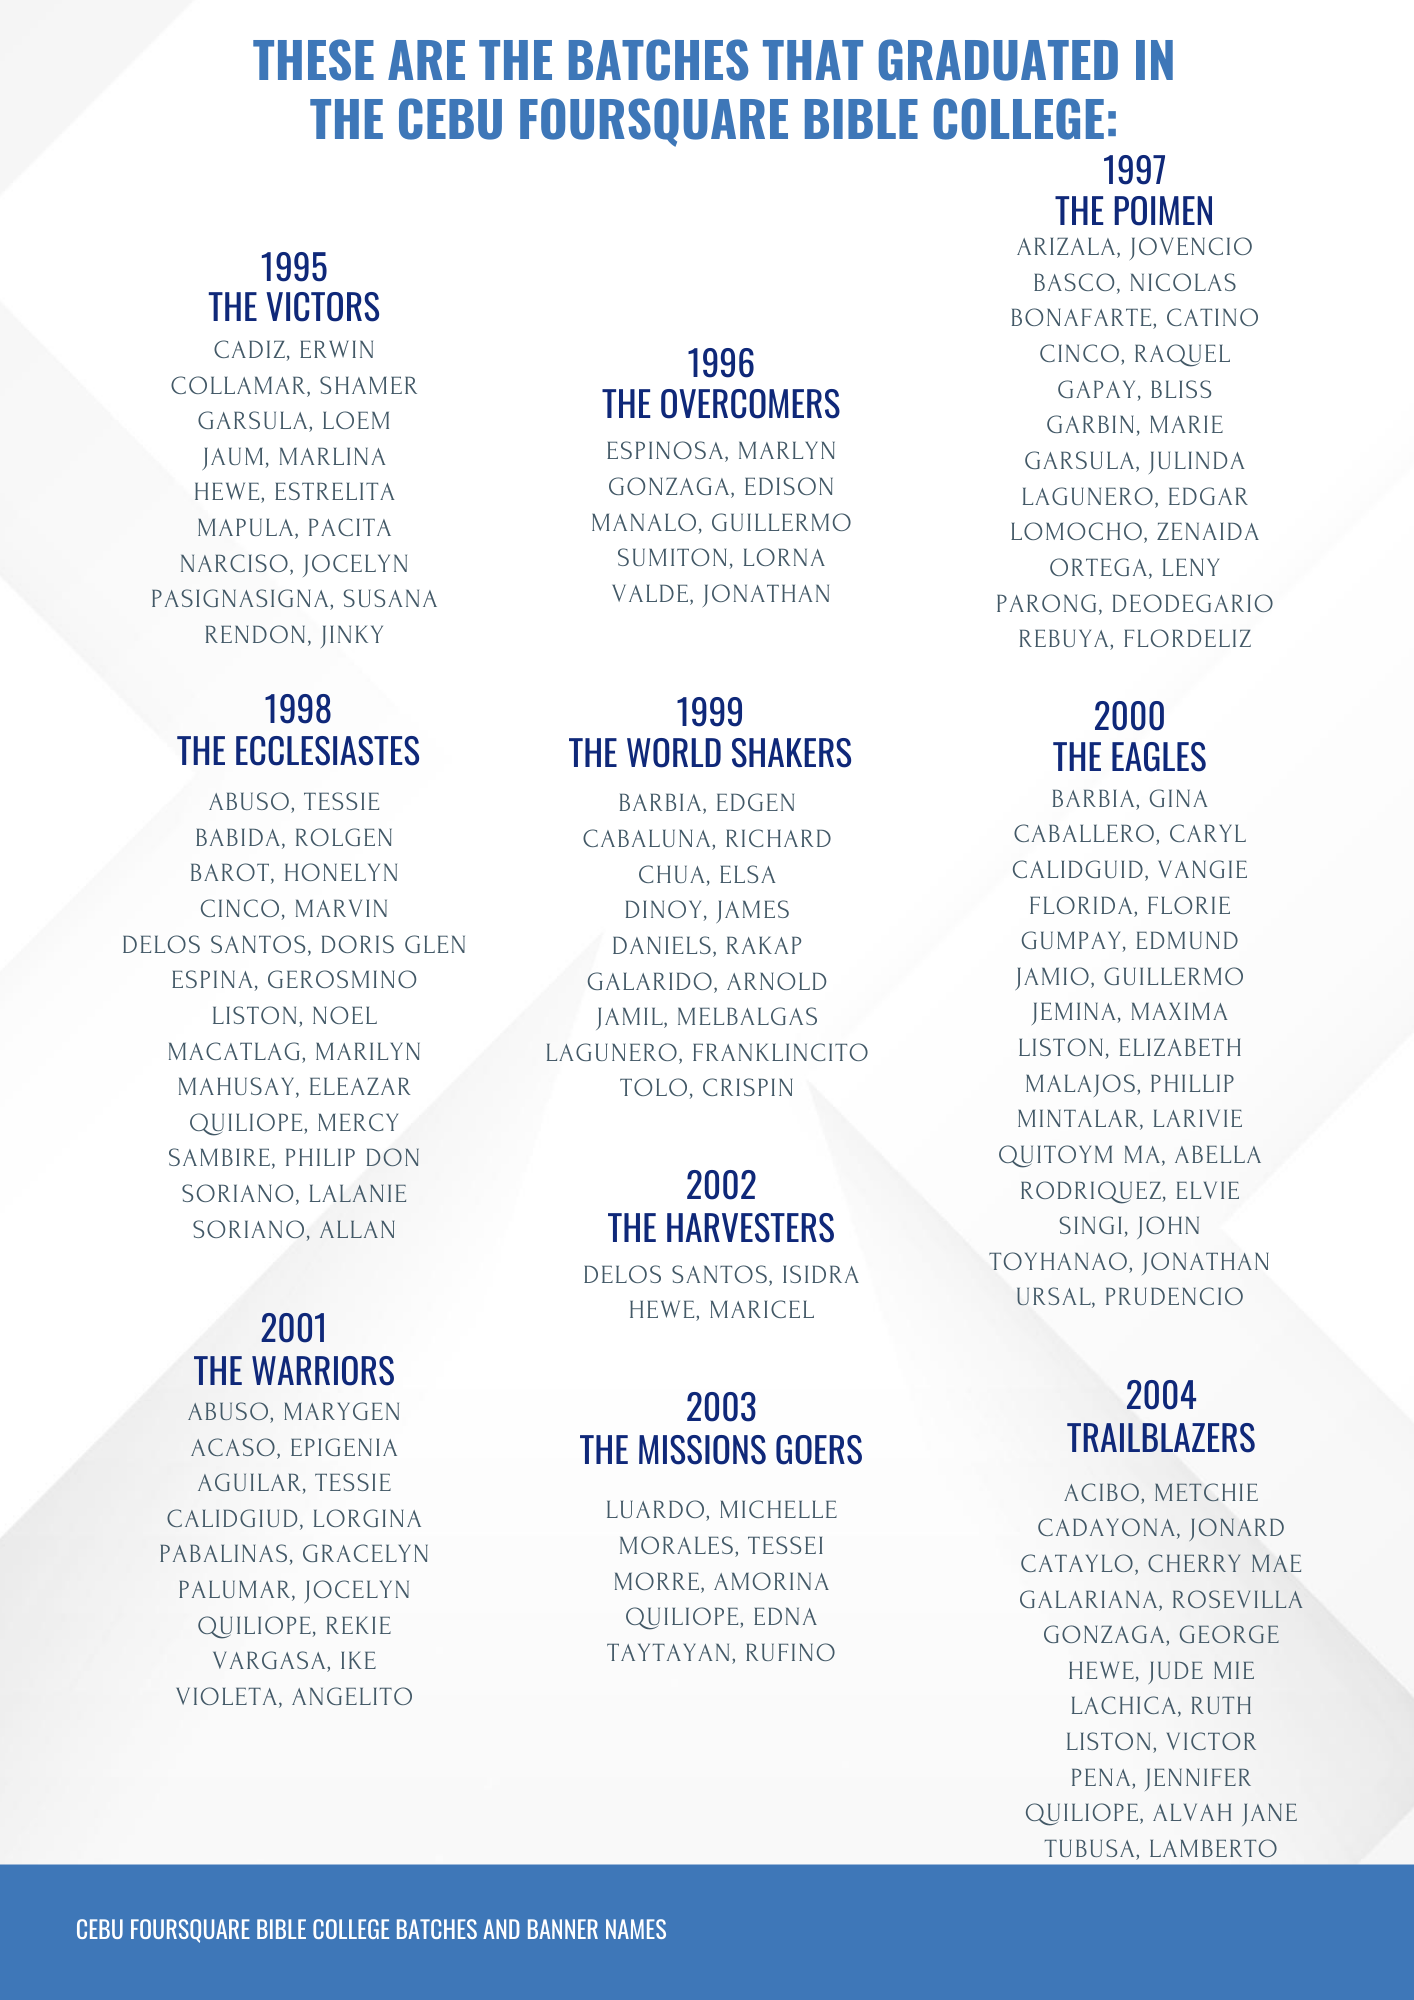 THESE ARE THE BATCHES THAT GRADUATED IN
THE CEBU FOURSQUARE BIBLE COLLEGE:
1995
THE VICTORS
CADIZ, ERWIN
COLLAMAR, SHAMER
GARSULA, LOEM
JAUM, MARLINA
HEWE, ESTRELITA
MAPULA, PACITA
NARCISO, JOCELYN
PASIGNASIGNA, SUSANA
RENDON, JINKY
1996
THE OVERCOMERS
ESPINOSA, MARLYN
GONZAGA, EDISON
MANALO, GUILLERMO
SUMITON, LORNA
VALDE, JONATHAN
1997
THE POIMEN
ARIZALA, JOVENCIO
BASCO, NICOLAS
BONAFARTE, CATINO
CINCO, RAQUEL
GAPAY, BLISS
GARBIN, MARIE
GARSULA, JULINDA
LAGUNERO, EDGAR
LOMOCHO, ZENAIDA
ORTEGA, LENY
PARONG, DEODEGARIO
REBUYA, FLORDELIZ
1998
THE ECCLESIASTES
ABUSO, TESSIE
BABIDA, ROLGEN
BAROT, HONELYN
CINCO, MARVIN
DELOS SANTOS, DORIS GLEN
ESPINA, GEROSMINO
LISTON, NOEL
MACATLAG, MARILYN
MAHUSAY, ELEAZAR
QUILIOPE, MERCY
SAMBIRE, PHILIP DON
SORIANO, LALANIE
SORIANO, ALLAN
1999
THE WORLD SHAKERS
BARBIA, EDGEN
CABALUNA, RICHARD
CHUA, ELSA
DINOY, JAMES
DANIELS, RAKAP
GALARIDO, ARNOLD
JAMIL, MELBALGAS
LAGUNERO, FRANKLINCITO
TOLO, CRISPIN
2000
THE EAGLES
BARBIA, GINA
CABALLERO, CARYL
CALIDGUID, VANGIE
FLORIDA, FLORIE
GUMPAY, EDMUND
JAMIO, GUILLERMO
JEMINA, MAXIMA
LISTON, ELIZABETH
MALAJOS, PHILLIP
MINTALAR, LARIVIE
QUITOYM MA, ABELLA
RODRIQUEZ, ELVIE
SINGI, JOHN
TOYHANAO, JONATHAN
URSAL, PRUDENCIO
2001
THE WARRIORS
ABUSO, MARYGEN
ACASO, EPIGENIA
AGUILAR, TESSIE
CALIDGIUD, LORGINA
PABALINAS, GRACELYN
PALUMAR, JOCELYN
QUILIOPE, REKIE
VARGASA, IKE
VIOLETA, ANGELITO
2002
THE HARVESTERS
DELOS SANTOS, ISIDRA
HEWE, MARICEL
2003
THE MISSIONS GOERS
LUARDO, MICHELLE
MORALES, TESSEI
MORRE, AMORINA
QUILIOPE, EDNA
TAYTAYAN, RUFINO
2004
TRAILBLAZERS
ACIBO, METCHIE
CADAYONA, JONARD
CATAYLO, CHERRY MAE
GALARIANA, ROSEVILLA
GONZAGA, GEORGE
HEWE, JUDE MIE
LACHICA, RUTH
LISTON, VICTOR
PENA, JENNIFER
QUILIOPE, ALVAH JANE
TUBUSA, LAMBERTO
CEBU FOURSQUARE BIBLE COLLEGE BATCHES AND BANNER NAMES